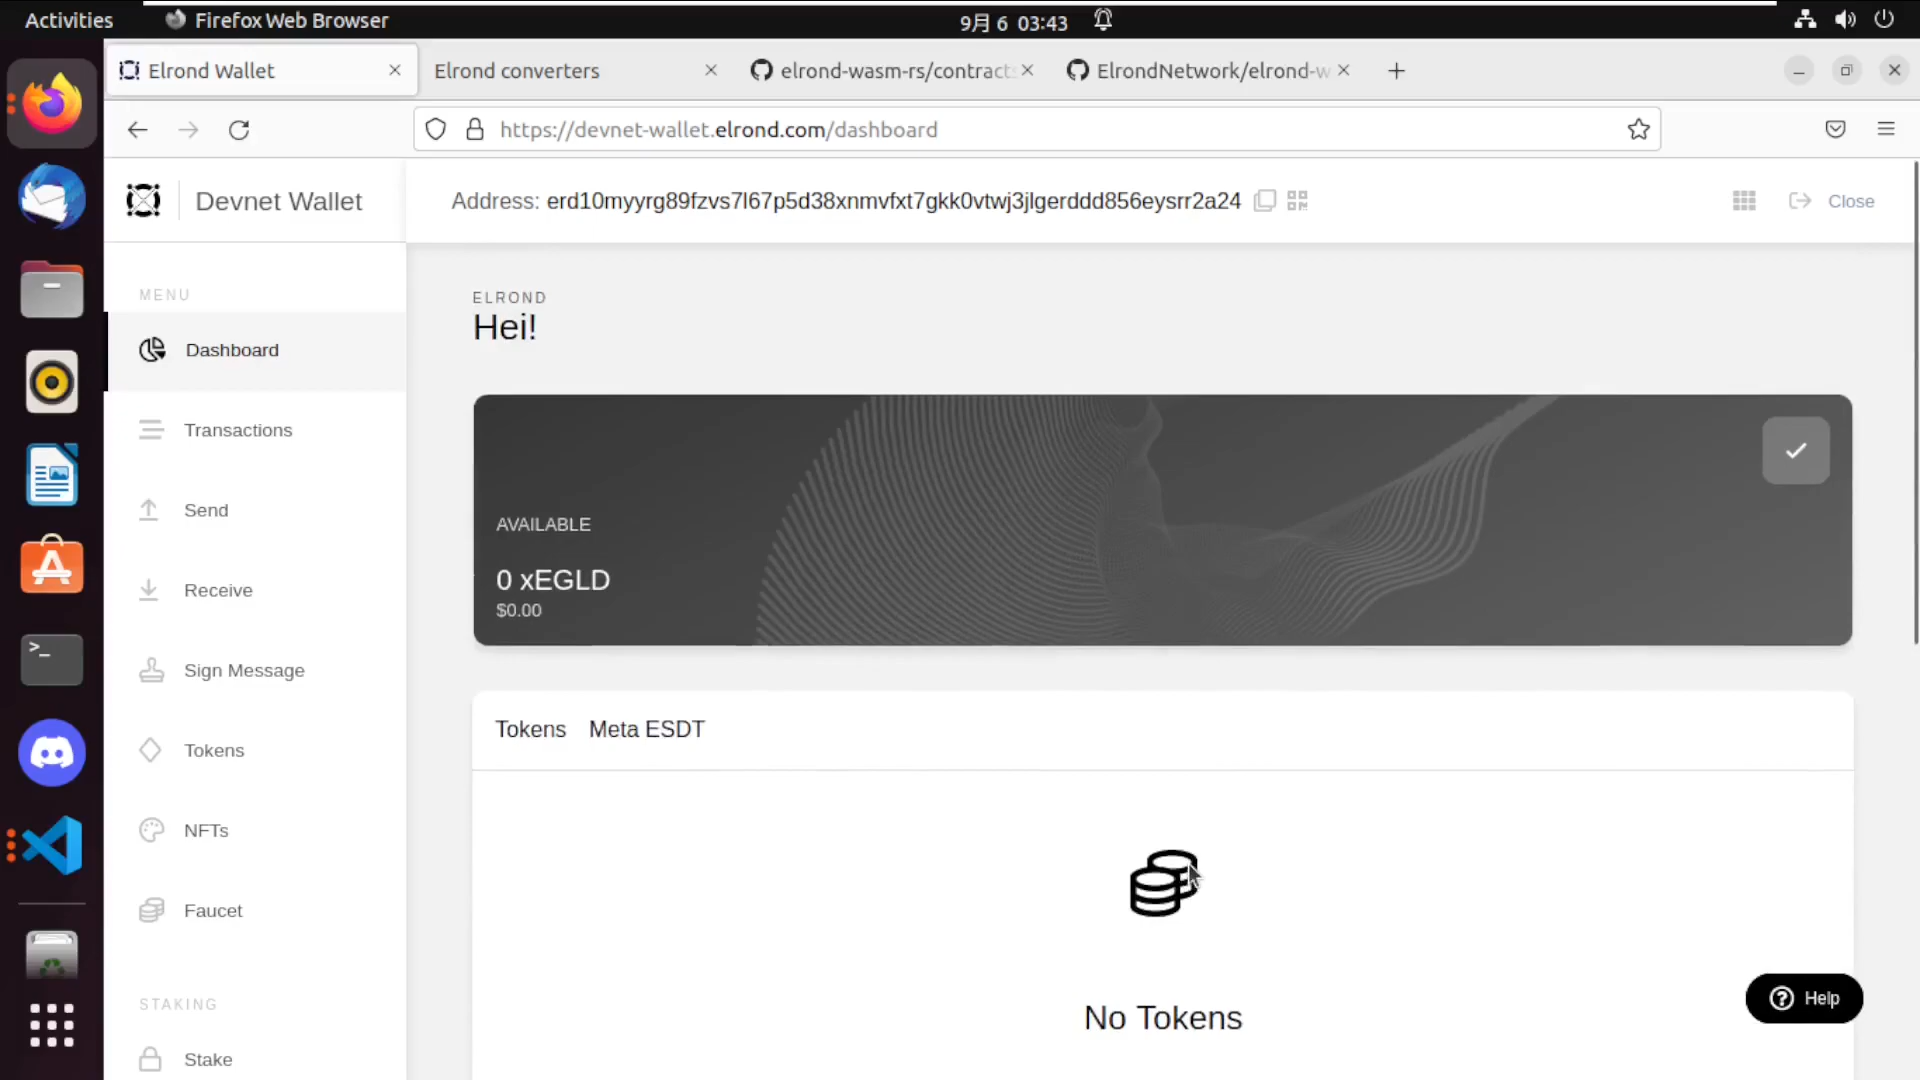 Activities
Firefox Web Browser
9月 6 03:43
Elrond Wallet
Elrond converters
elrond-wasm-rs/contracts
ElrondNetwork/elrond-w
https://devnet-wallet.elrond.com/dashboard
Devnet Wallet
Address: erd10myyrg89fzvs7l67p5d38xnmvfxt7gkk0vtwj3jlgerddd856eysrr2a24
Close
MENU
Dashboard
Transactions
Send
Receive
Sign Message
Tokens
NFTs
Faucet
STAKING
Stake
ELROND
Hei!
AVAILABLE
0 xEGLD
$0.00
Tokens
Meta ESDT
No Tokens
Help